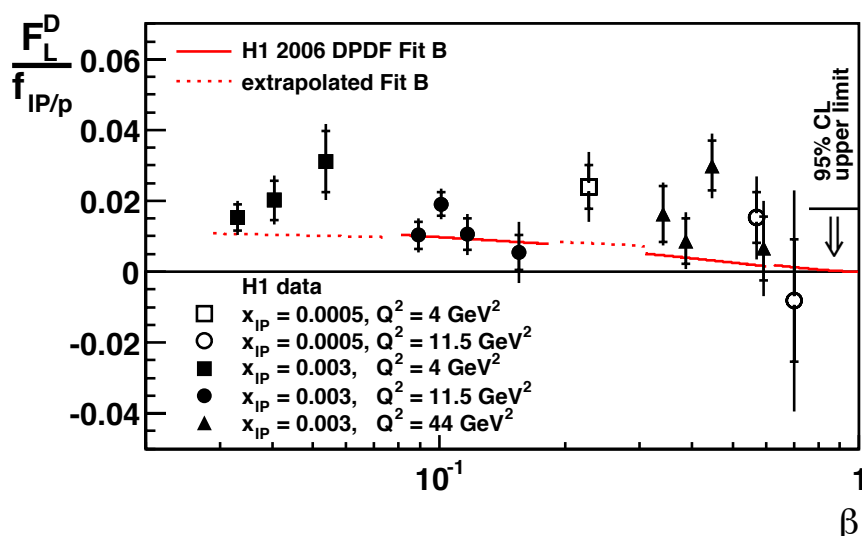 F_L^D
f_IP/p
0.06
0.04
0.02
0
-0.02
-0.04
H1 2006 DPDF Fit B
extrapolated Fit B
95% CL
upper limit
H1 data
x_IP = 0.0005, Q² = 4 GeV²
x_IP = 0.0005, Q² = 11.5 GeV²
x_IP = 0.003, Q² = 4 GeV²
x_IP = 0.003, Q² = 11.5 GeV²
x_IP = 0.003, Q² = 44 GeV²
10⁻¹
1
β